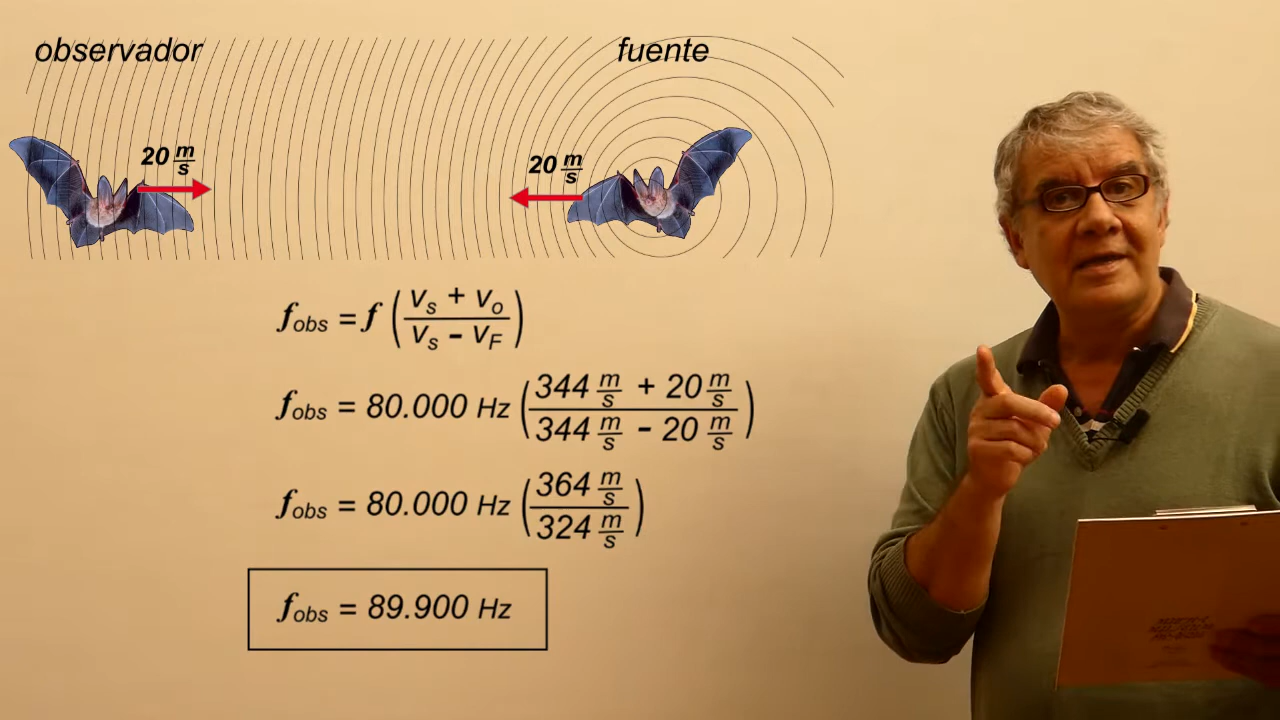 observador
fuente
20 m/s
20 m/s
f_obs = f ( (v_s + v_o) / (v_s - v_F) )
f_obs = 80.000 Hz ( (344 m/s + 20 m/s) / (344 m/s - 20 m/s) )
f_obs = 80.000 Hz ( 364 m/s / 324 m/s )
f_obs = 89.900 Hz